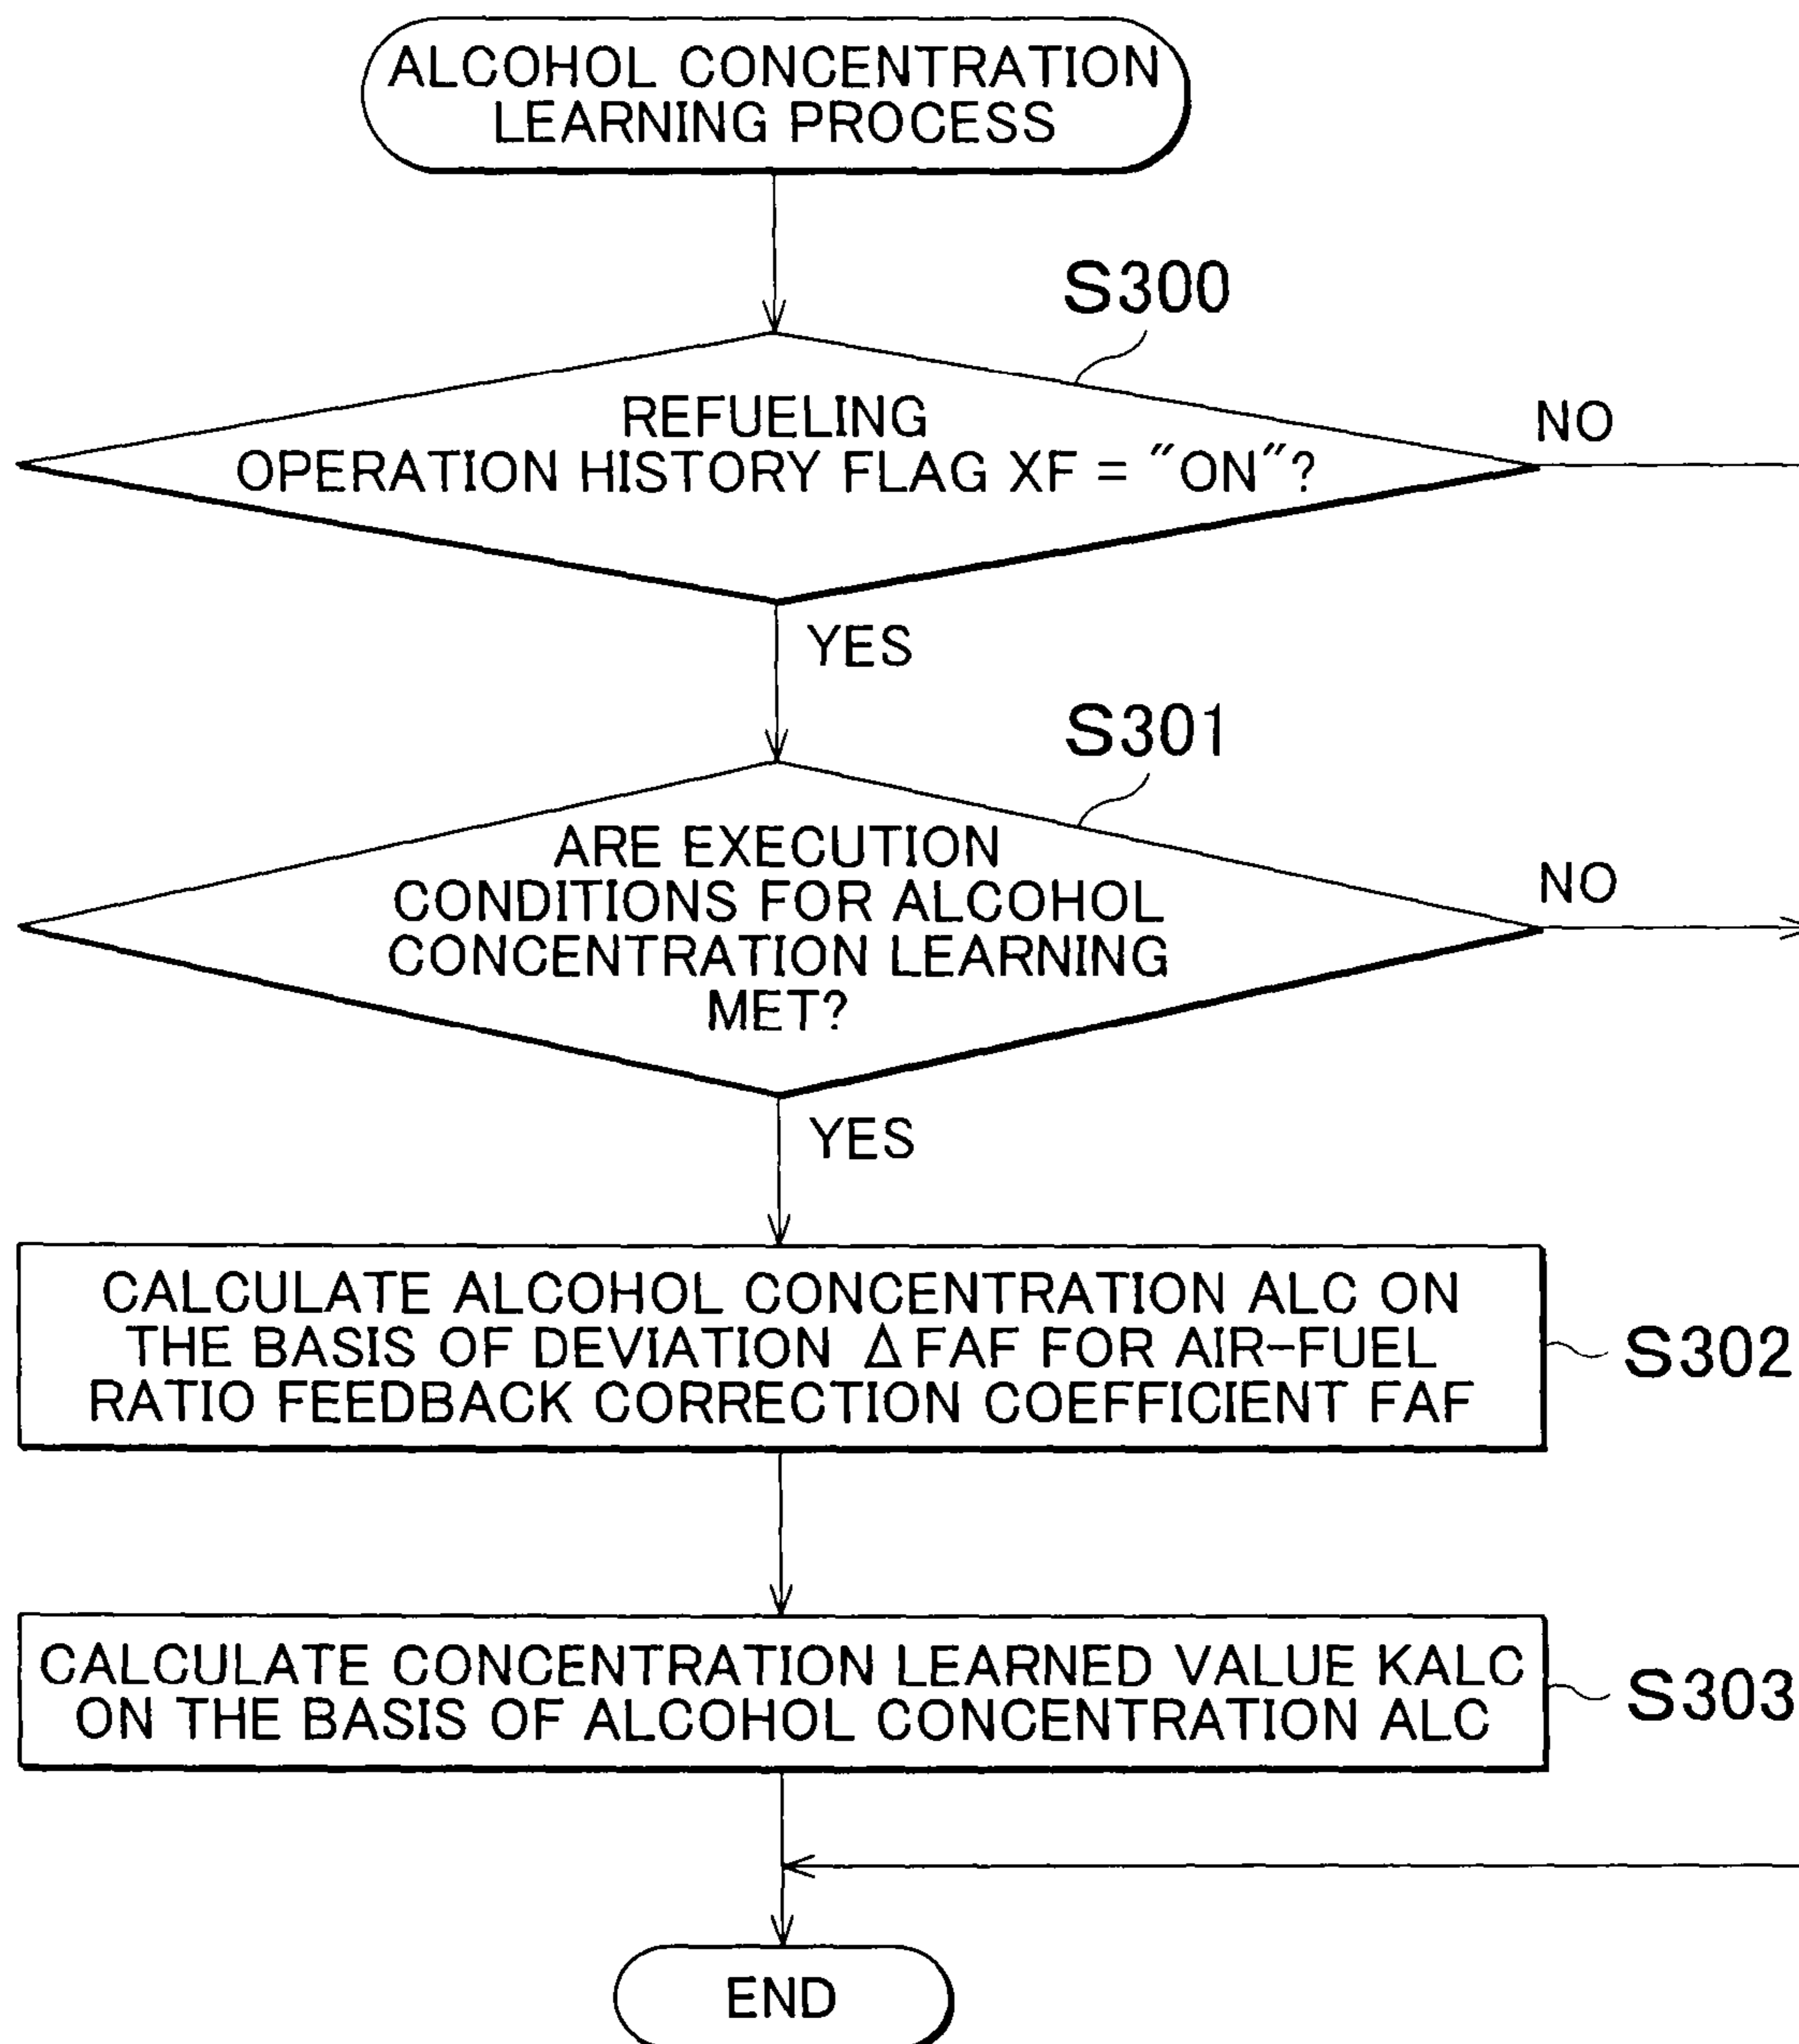 ALCOHOL CONCENTRATION
LEARNING PROCESS
S300
REFUELING
OPERATION HISTORY FLAG XF = "ON"?
NO
YES
S301
ARE EXECUTION
CONDITIONS FOR ALCOHOL
CONCENTRATION LEARNING
MET?
NO
YES
CALCULATE ALCOHOL CONCENTRATION ALC ON
THE BASIS OF DEVIATION Δ FAF FOR AIR-FUEL
RATIO FEEDBACK CORRECTION COEFFICIENT FAF
S302
CALCULATE CONCENTRATION LEARNED VALUE KALC
ON THE BASIS OF ALCOHOL CONCENTRATION ALC
S303
END